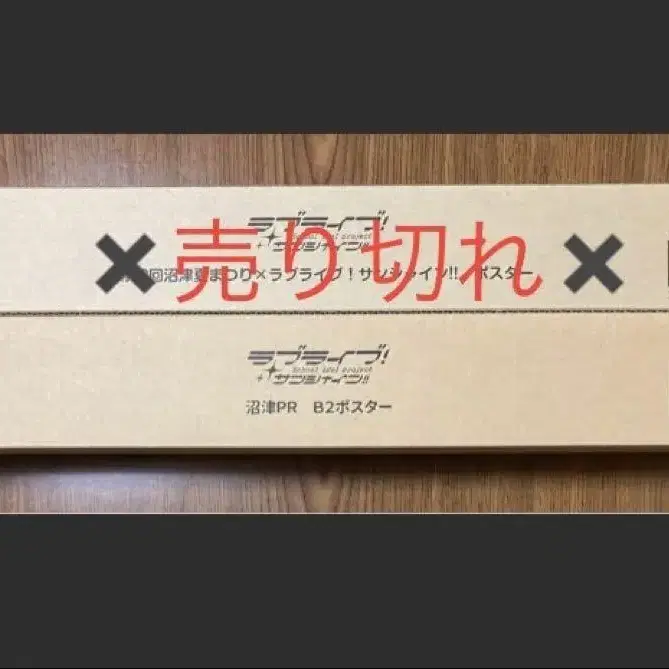 ラブライブ!
School idol project
サンシャイン!!
✖売り切れ✖
回沼津夏まつり×ラブライブ！サンシャイン!! ポスター
ラブライブ!
School idol project
サンシャイン!!
沼津PR B2ポスター